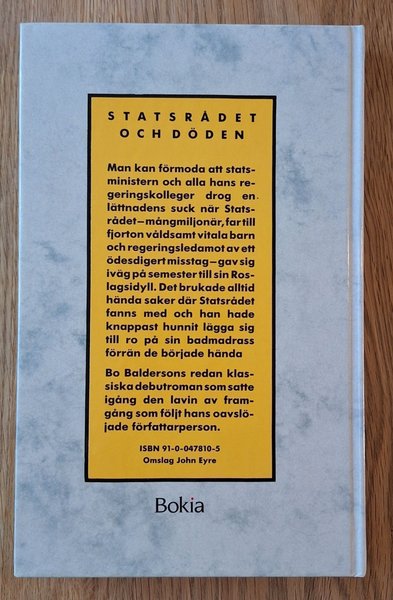 STATSRÅDET
OCH DÖDEN
Man kan förmoda att stats-
ministern och alla hans re-
geringskolleger drog en
lättnadens suck när Stats-
rådet – mångmiljonär, far till
fjorton våldsamt vitala barn
och regeringsledamot av ett
ödesdigert misstag – gav sig
iväg på semester till sin Ros-
lagsidyll. Det brukade alltid
hända saker där Statsrådet
fanns med och han hade
knappast hunnit lägga sig
till ro på sin badmadrass
förrän de började hända
Bo Baldersons redan klas-
siska debutroman som satte
igång den lavin av fram-
gång som följt hans oavslö-
jade författarperson.
ISBN 91-0-047810-5
Omslag John Eyre
Bokia